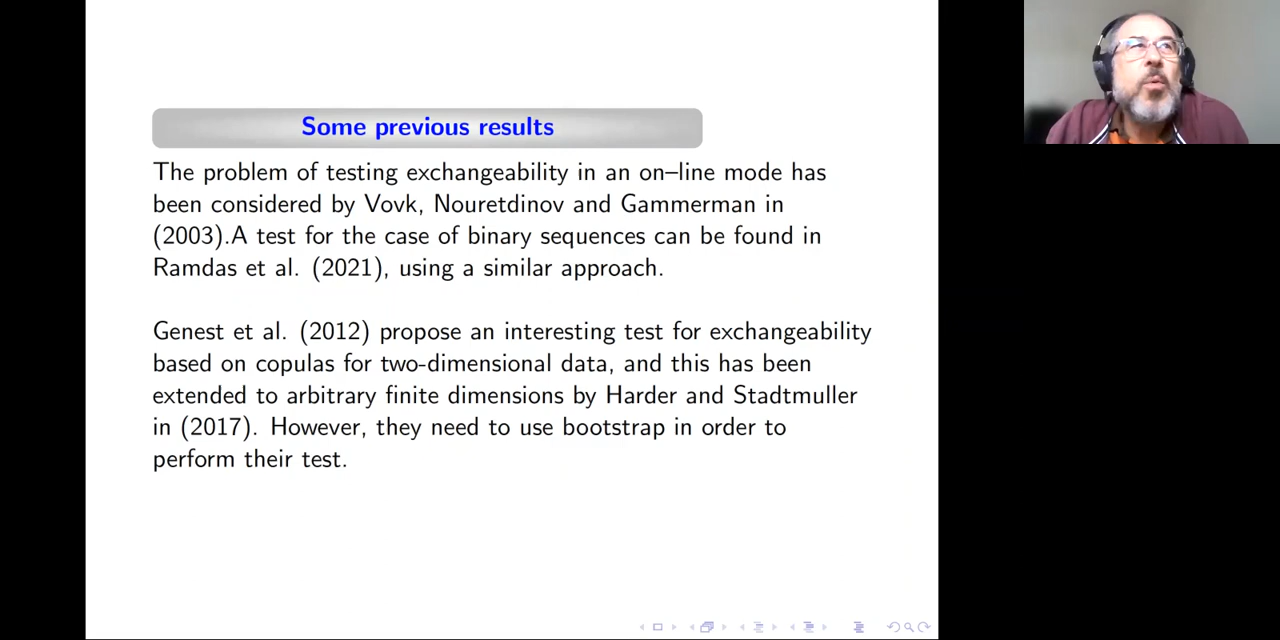 Some previous results
The problem of testing exchangeability in an on–line mode has
been considered by Vovk, Nouretdinov and Gammerman in
(2003).A test for the case of binary sequences can be found in
Ramdas et al. (2021), using a similar approach.
Genest et al. (2012) propose an interesting test for exchangeability
based on copulas for two-dimensional data, and this has been
extended to arbitrary finite dimensions by Harder and Stadtmuller
in (2017). However, they need to use bootstrap in order to
perform their test.